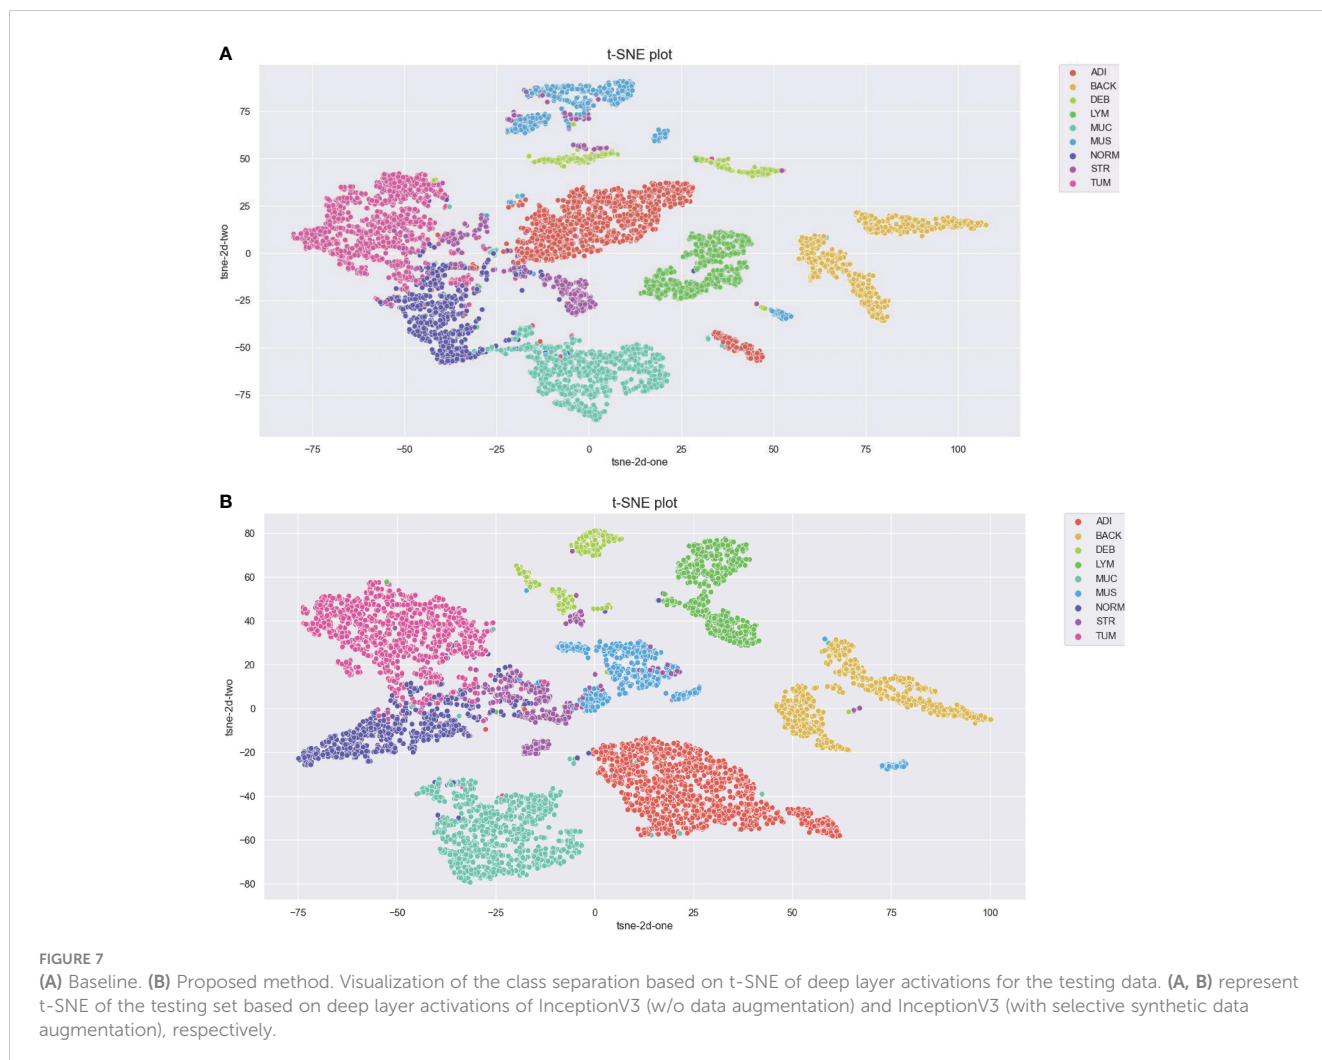 A
t-SNE plot
75
50
25
0
−25
−50
−75
tsne-2d-two
−75
−50
−25
0
25
50
75
100
tsne-2d-one
ADI
BACK
DEB
LYM
MUC
MUS
NORM
STR
TUM
B
t-SNE plot
80
60
40
20
0
−20
−40
−60
−80
tsne-2d-two
−75
−50
−25
0
25
50
75
100
tsne-2d-one
ADI
BACK
DEB
LYM
MUC
MUS
NORM
STR
TUM
FIGURE 7
(A) Baseline. (B) Proposed method. Visualization of the class separation based on t-SNE of deep layer activations for the testing data. (A, B) represent
t-SNE of the testing set based on deep layer activations of InceptionV3 (w/o data augmentation) and InceptionV3 (with selective synthetic data
augmentation), respectively.